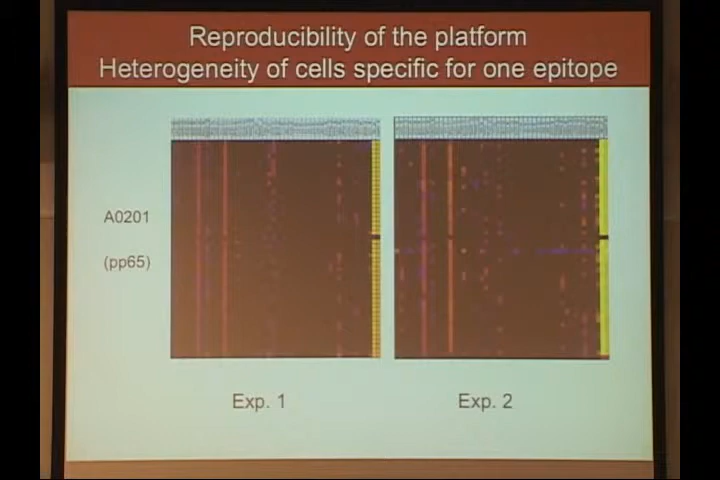 Reproducibility of the platform
Heterogeneity of cells specific for one epitope
A0201
(pp65)
Exp. 1
Exp. 2